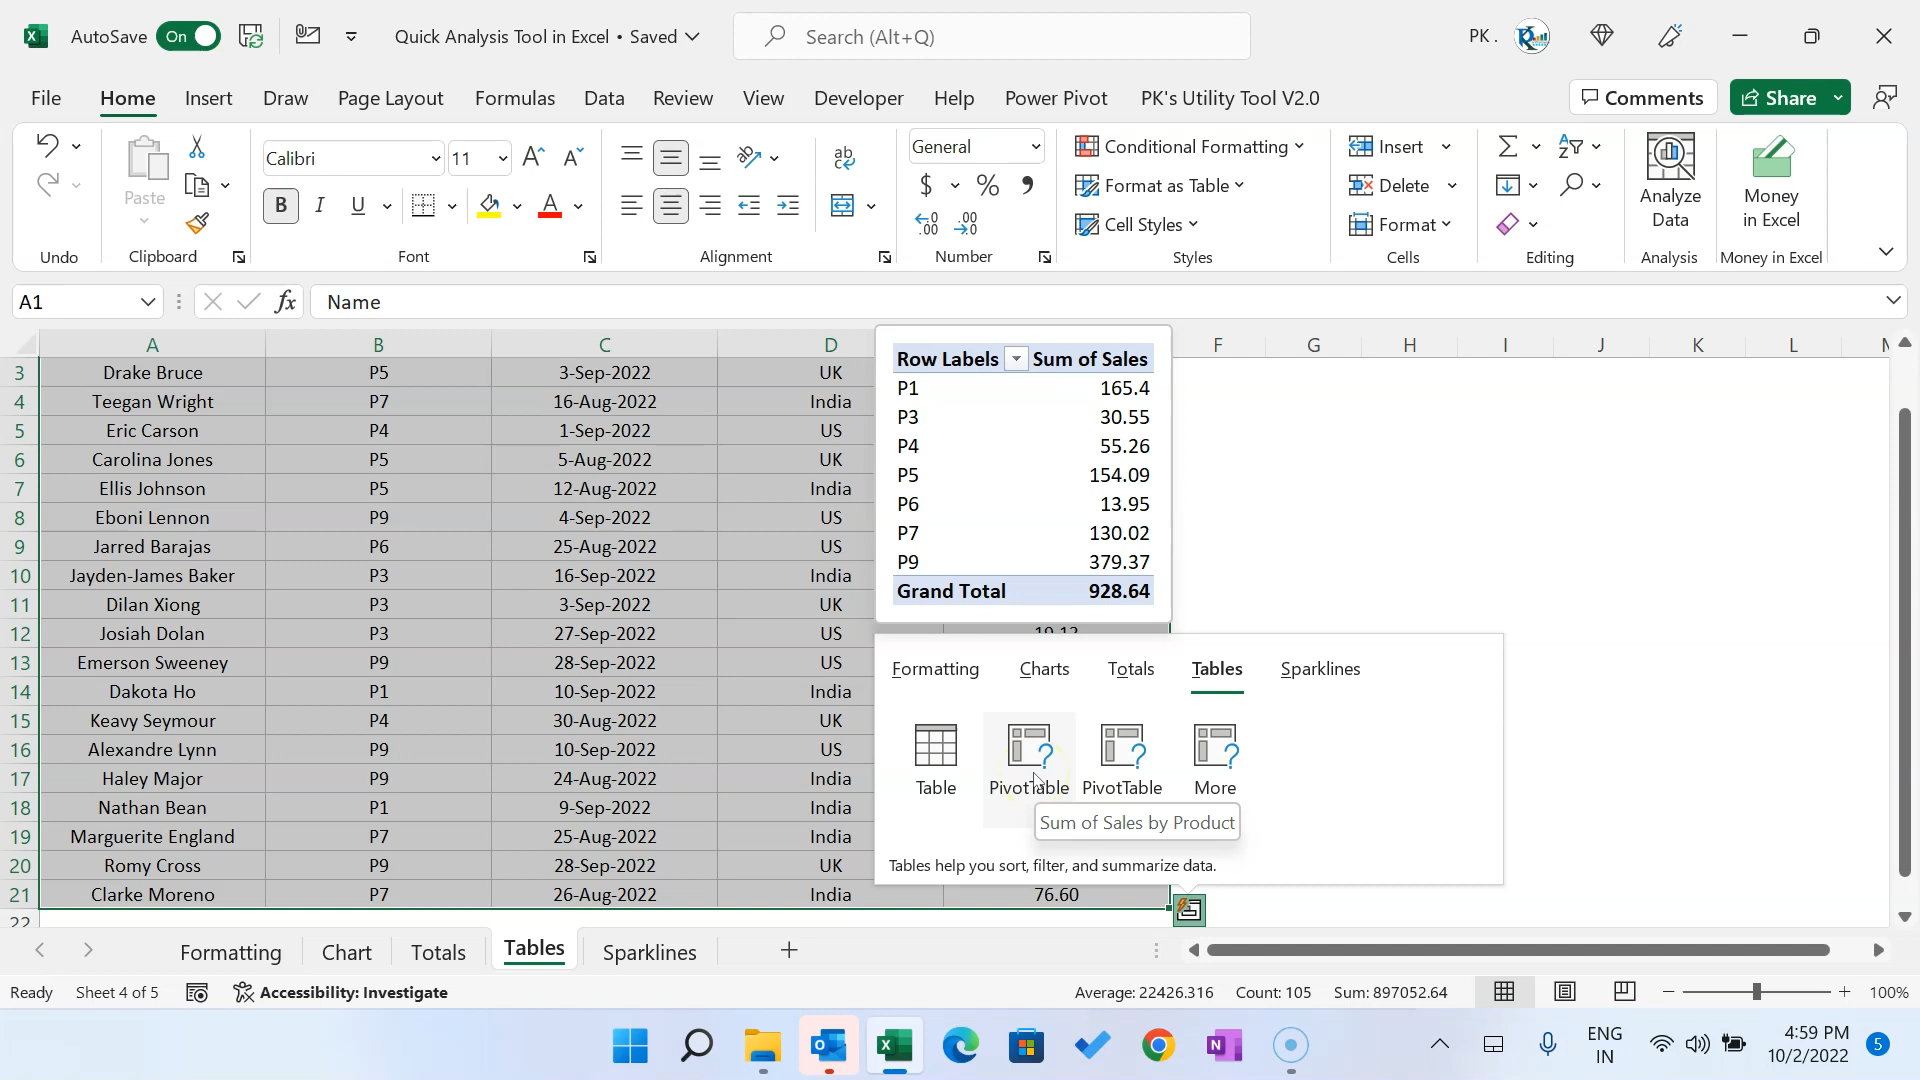 AutoSave On Quick Analysis Tool in Excel • Saved Search (Alt+Q) PK .
File Home Insert Draw Page Layout Formulas Data Review View Developer Help Power Pivot PK's Utility Tool V2.0 Comments Share
Paste
Undo
Clipboard
Calibri 11
B I U A
Font
ab
Alignment
General
$ % ,
Number
Conditional Formatting
Format as Table
Cell Styles
Styles
Insert
Delete
Format
Cells
Editing
Analyze
Data
Analysis
Money
in Excel
Money in Excel
A1 fx Name
A B C D F G H I J K L
3 Drake Bruce P5 3-Sep-2022 UK
4 Teegan Wright P7 16-Aug-2022 India
5 Eric Carson P4 1-Sep-2022 US
6 Carolina Jones P5 5-Aug-2022 UK
7 Ellis Johnson P5 12-Aug-2022 India
8 Eboni Lennon P9 4-Sep-2022 US
9 Jarred Barajas P6 25-Aug-2022 US
10 Jayden-James Baker P3 16-Sep-2022 India
11 Dilan Xiong P3 3-Sep-2022 UK
12 Josiah Dolan P3 27-Sep-2022 US
13 Emerson Sweeney P9 28-Sep-2022 US
14 Dakota Ho P1 10-Sep-2022 India
15 Keavy Seymour P4 30-Aug-2022 UK
16 Alexandre Lynn P9 10-Sep-2022 US
17 Haley Major P9 24-Aug-2022 India
18 Nathan Bean P1 9-Sep-2022 India
19 Marguerite England P7 25-Aug-2022 India
20 Romy Cross P9 28-Sep-2022 UK
21 Clarke Moreno P7 26-Aug-2022 India 76.60
22
Row Labels Sum of Sales
P1 165.4
P3 30.55
P4 55.26
P5 154.09
P6 13.95
P7 130.02
P9 379.37
Grand Total 928.64
Formatting Charts Totals Tables Sparklines
Table PivotTable PivotTable More
Sum of Sales by Product
Tables help you sort, filter, and summarize data.
Formatting Chart Totals Tables Sparklines
Ready Sheet 4 of 5 Accessibility: Investigate Average: 22426.316 Count: 105 Sum: 897052.64 100%
ENG
IN
4:59 PM
10/2/2022
5